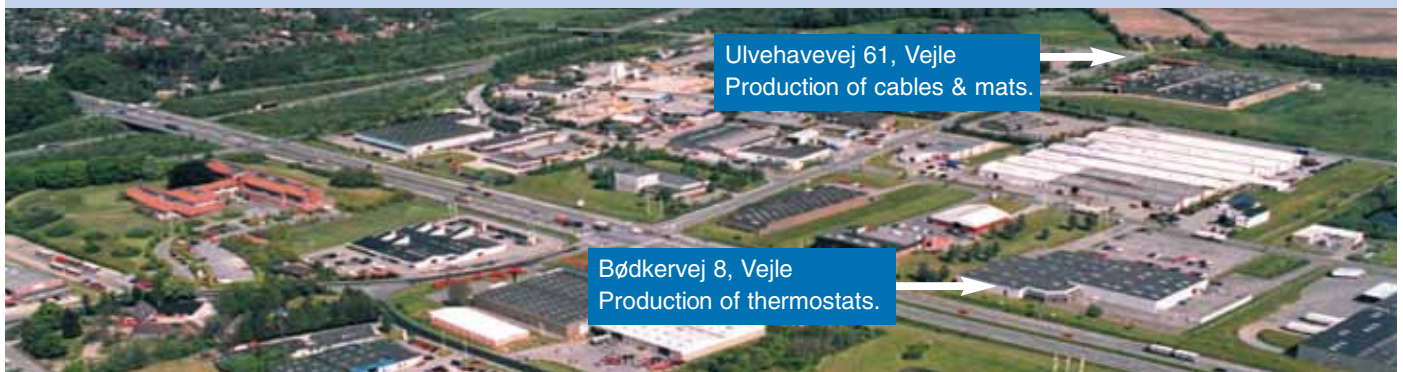 Ulvehavevej 61, Vejle
Production of cables & mats.
Bødkervej 8, Vejle
Production of thermostats.